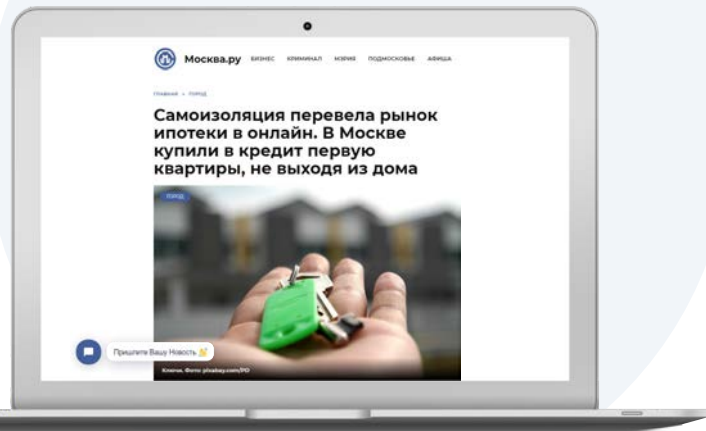 Москва.ру БИЗНЕС КРИМИНАЛ МЭРИЯ ПОДМОСКОВЬЕ АФИША
ГЛАВНАЯ » ГОРОД
Самоизоляция перевела рынок
ипотеки в онлайн. В Москве
купили в кредит первую
квартиры, не выходя из дома
ГОРОД
Пришлите Вашу Новость
Ключи. Фото: pixabay.com/PD